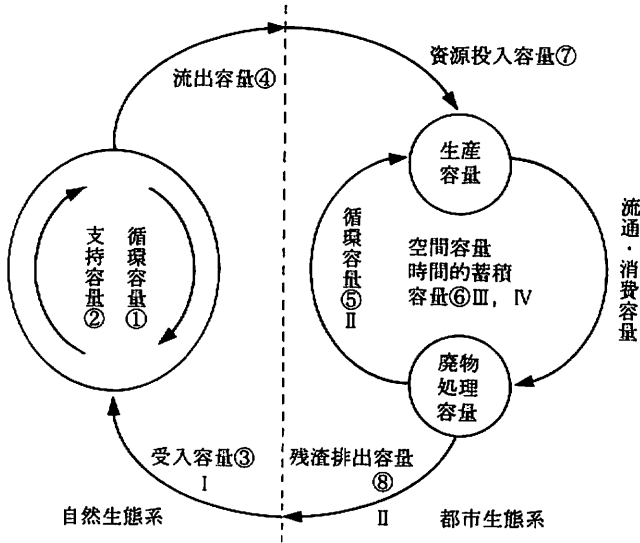 流出容量④
资源投入容量⑦
生産
容量
循環容量①
支持容量②
循環容量⑤
Ⅱ
空間容量
時間的蓄積
容量⑥Ⅲ，Ⅳ
流通・消費容量
廃物
処理
容量
受入容量③
Ⅰ
残渣排出容量
⑧
Ⅱ
自然生態系
都市生態系